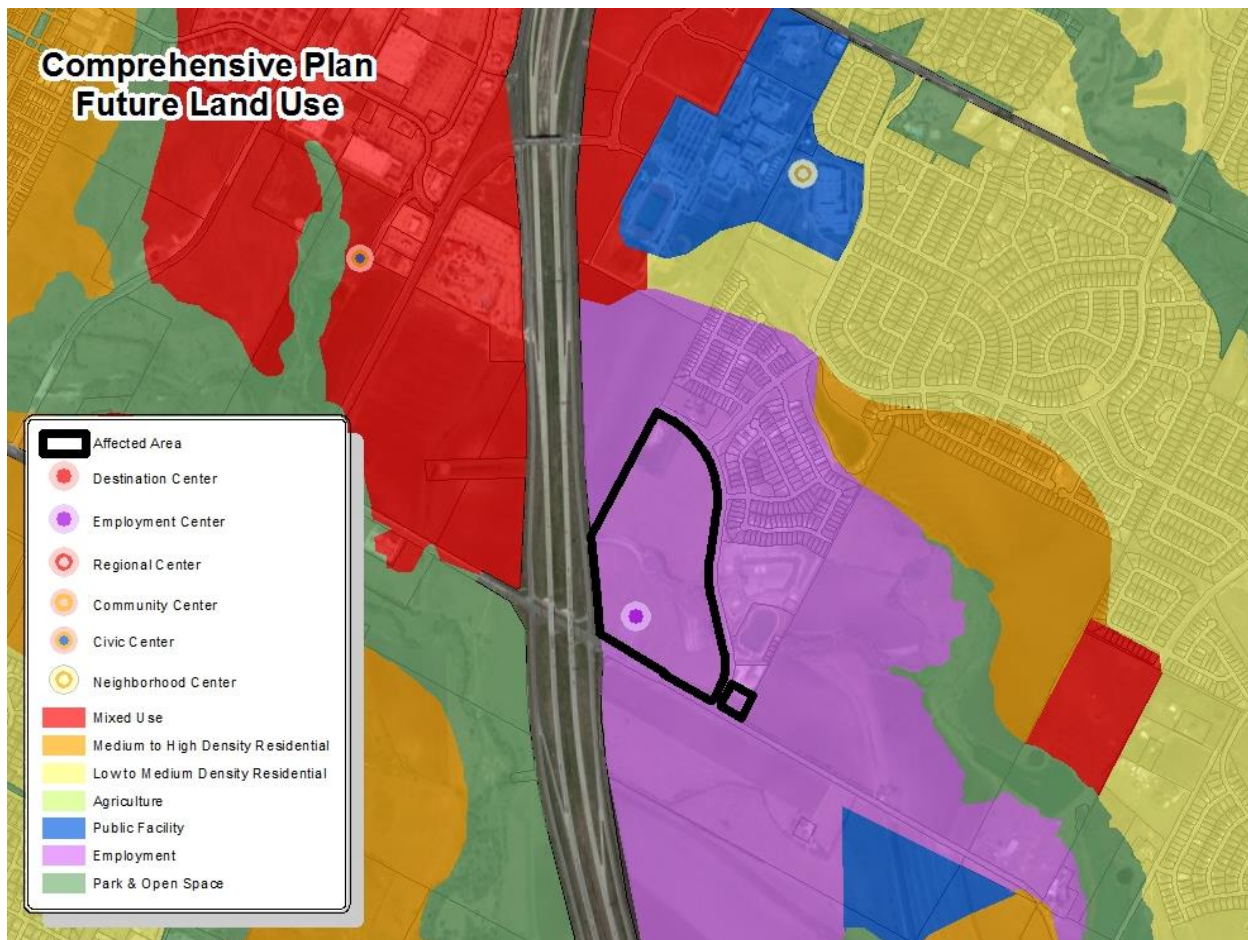 Comprehensive Plan
Future Land Use
Affected Area
Destination Center
Employment Center
Regional Center
Community Center
Civic Center
Neighborhood Center
Mixed Use
Medium to High Density Residential
Low to Medium Density Residential
Agriculture
Public Facility
Employment
Park & Open Space